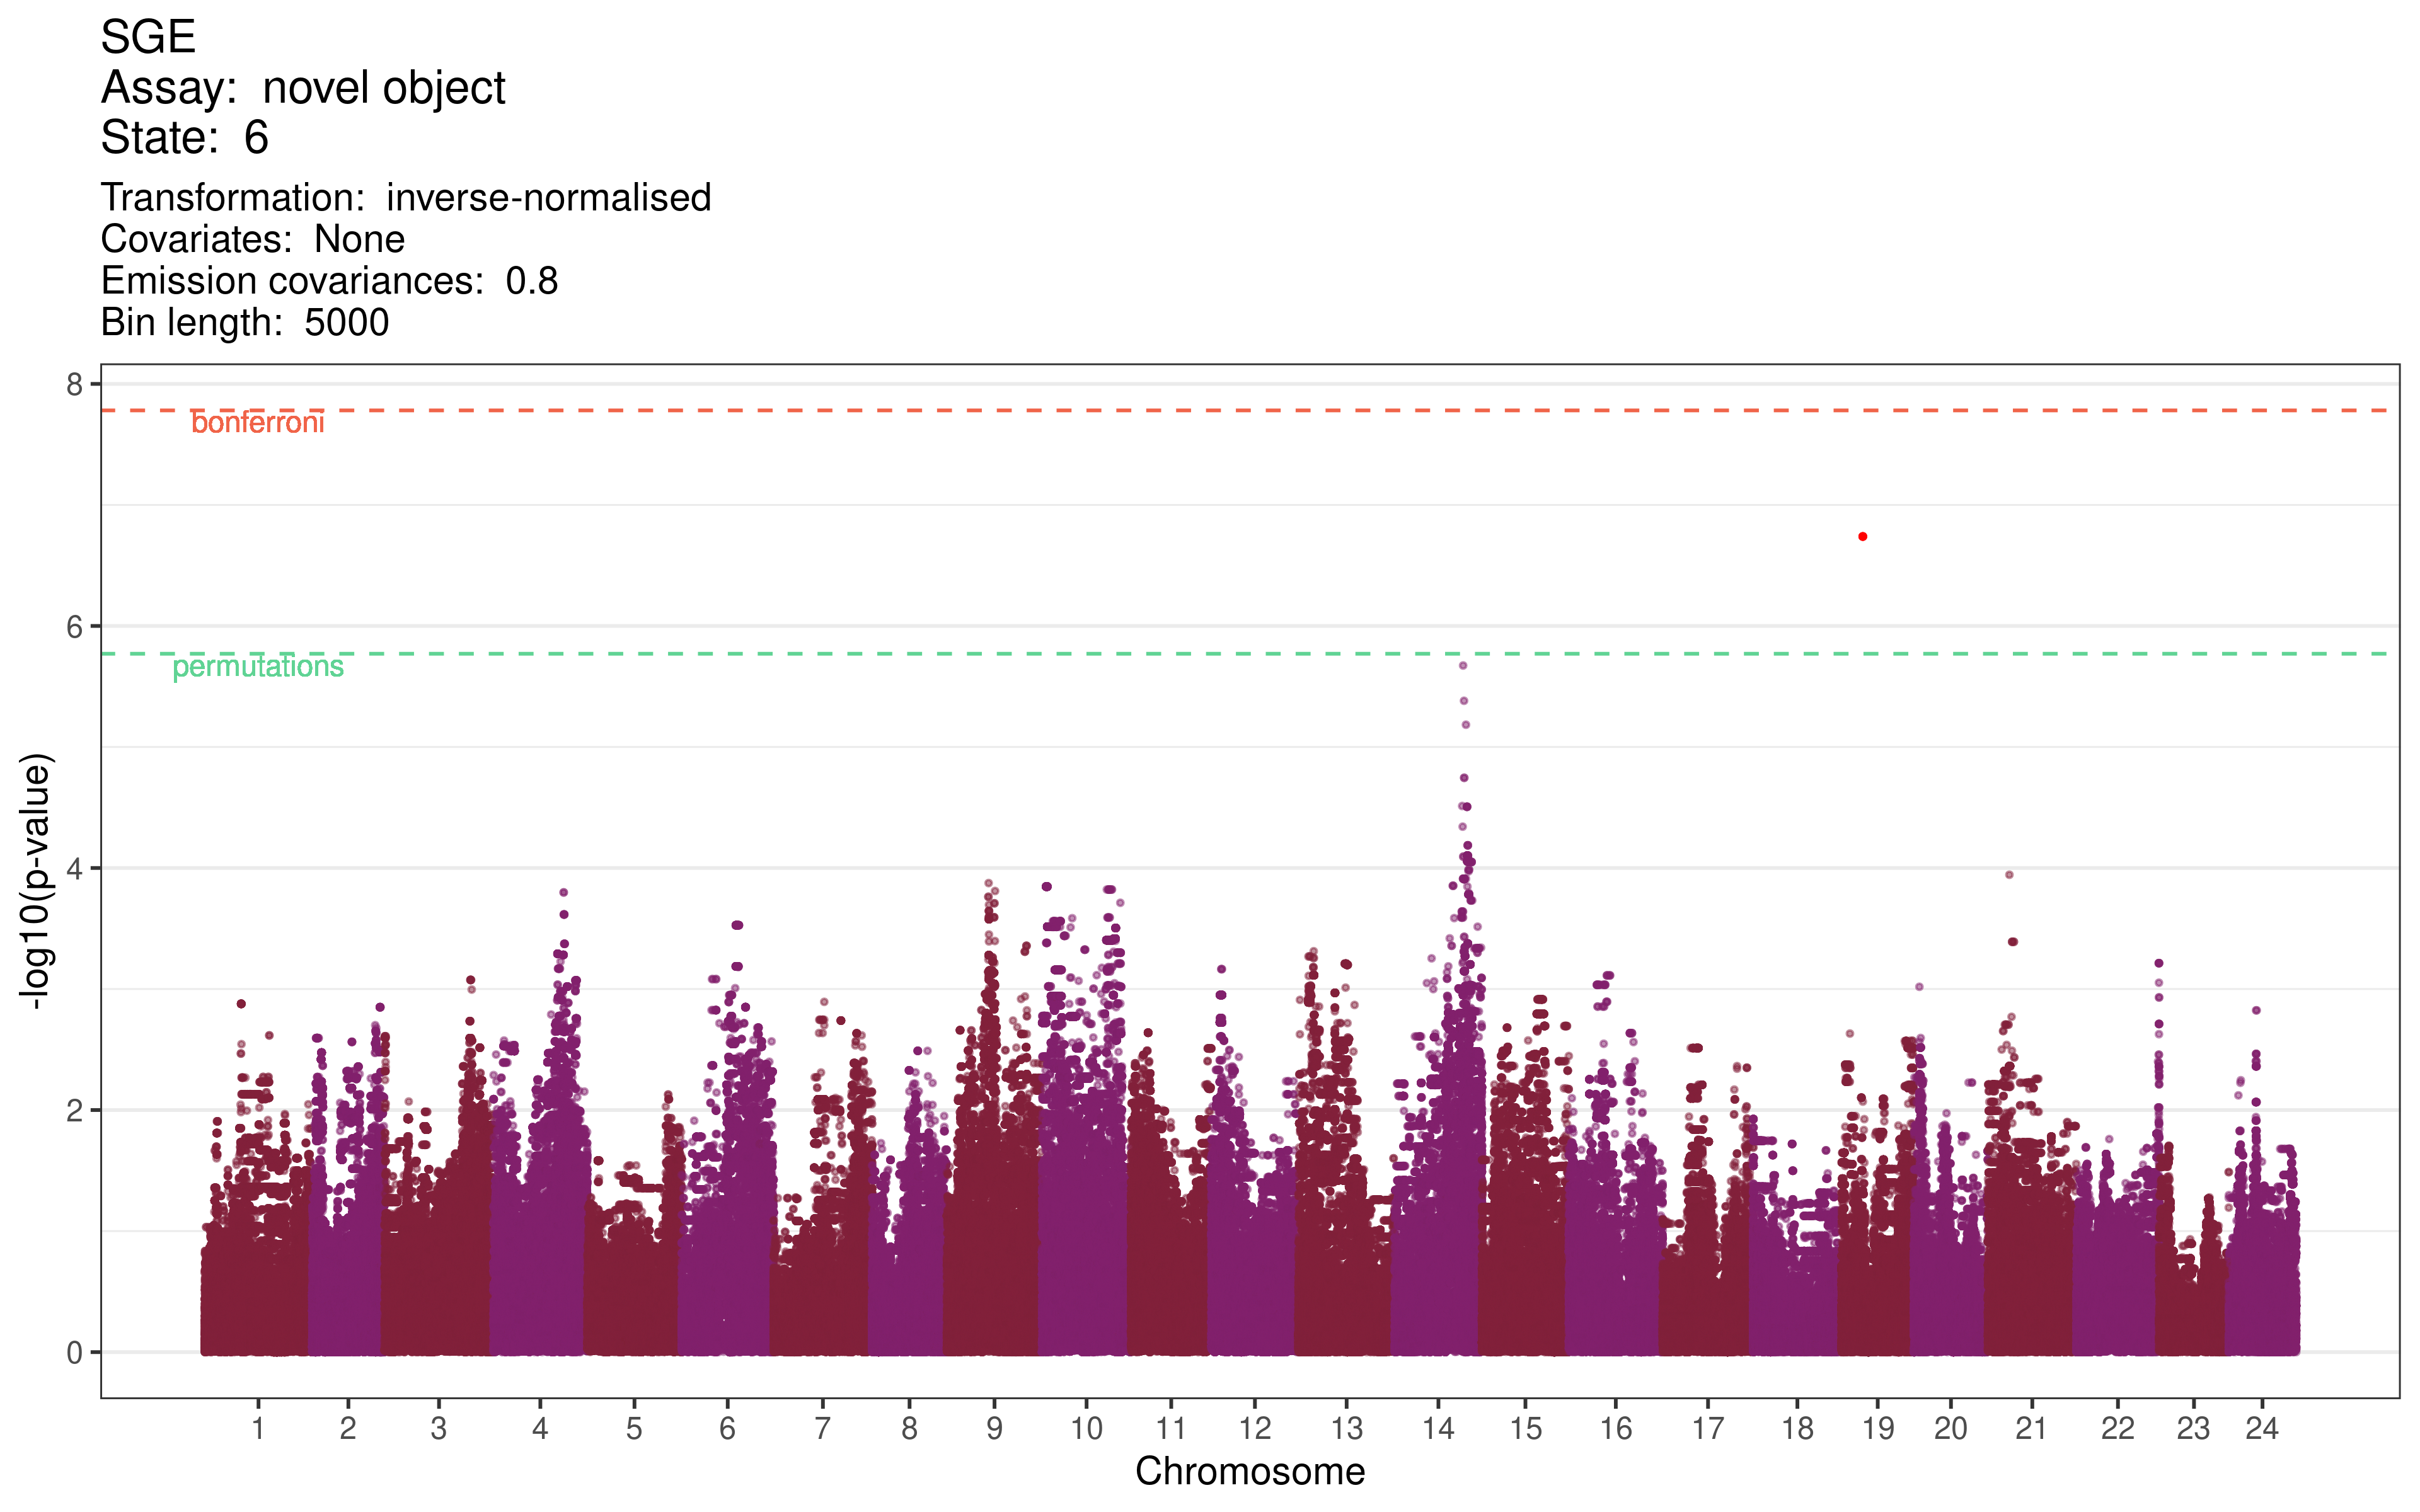 SGE
Assay:  novel object
State:  6
Transformation:  inverse-normalised
Covariates:  None
Emission covariances:  0.8
Bin length:  5000
8
bonferroni
6
permutations
4
2
0
-log10(p-value)
1 2 3 4 5 6 7 8 9 10 11 12 13 14 15 16 17 18 19 20 21 22 23 24
Chromosome